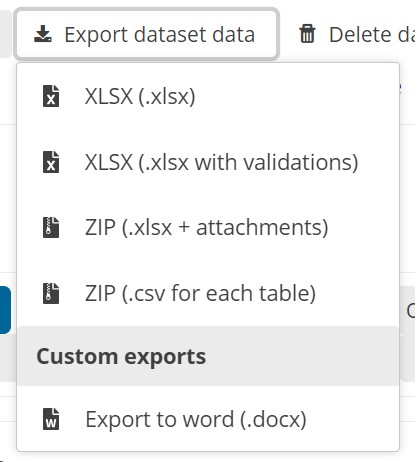 Export dataset data
Delete da
XLSX (.xlsx)
XLSX (.xlsx with validations)
ZIP (.xlsx + attachments)
ZIP (.csv for each table)
Custom exports
Export to word (.docx)